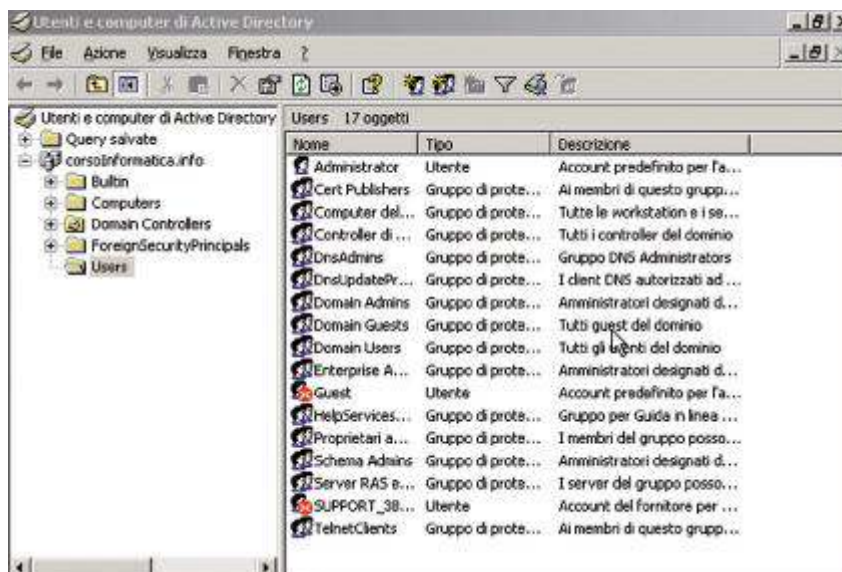 Utenti e computer di Active Directory
File Azione Visualizza Finestra ?
Utenti e computer di Active Directory
Query salvate
corsoInformatica.info
Builtin
Computers
Domain Controllers
ForeignSecurityPrincipals
Users
Users 17 oggetti
Nome Tipo Descrizione
Administrator Utente Account predefinito per l'a...
Cert Publishers Gruppo di prote... Ai membri di questo grupp...
Computer del... Gruppo di prote... Tutte le workstation e i se...
Controller di ... Gruppo di prote... Tutti i controller del dominio
DnsAdmins Gruppo di prote... Gruppo DNS Administrators
DnsUpdatePr... Gruppo di prote... I client DNS autorizzati ad ...
Domain Admins Gruppo di prote... Amministratori designati d...
Domain Guests Gruppo di prote... Tutti guest del dominio
Domain Users Gruppo di prote... Tutti gli utenti del dominio
Enterprise A... Gruppo di prote... Amministratori designati d...
Guest Utente Account predefinito per l'a...
HelpServices... Gruppo di prote... Gruppo per Guida in linea ...
Proprietari a... Gruppo di prote... I membri del gruppo posso...
Schema Admins Gruppo di prote... Amministratori designati d...
Server RAS e... Gruppo di prote... I server del gruppo posso...
SUPPORT_38... Utente Account del fornitore per ...
TelnetClients Gruppo di prote... Ai membri di questo grupp...